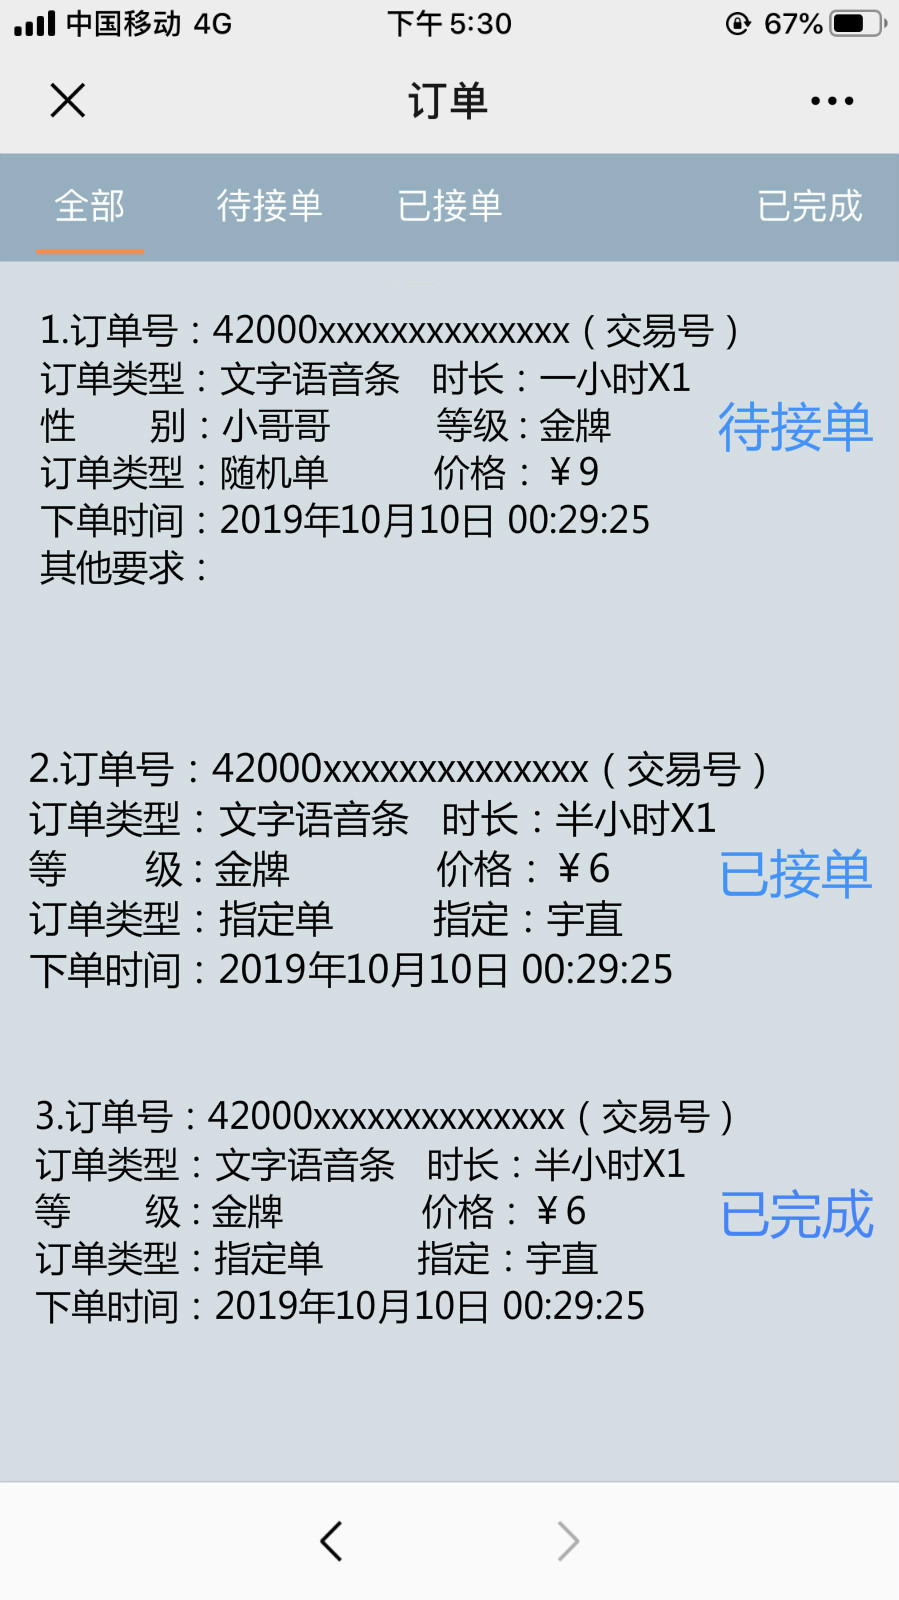 中国移动 4G 下午 5:30 67%
订单
全部 待接单 已接单 已完成
1.订单号：42000xxxxxxxxxxxxxx（交易号）
订单类型：文字语音条 时长：一小时X1
性 别：小哥哥 等级：金牌
待接单
订单类型：随机单 价格：¥9
下单时间：2019年10月10日 00:29:25
其他要求：
2.订单号：42000xxxxxxxxxxxxxx（交易号）
订单类型：文字语音条 时长：半小时X1
等 级：金牌 价格：¥6
已接单
订单类型：指定单 指定：宇直
下单时间：2019年10月10日 00:29:25
3.订单号：42000xxxxxxxxxxxxxx（交易号）
订单类型：文字语音条 时长：半小时X1
等 级：金牌 价格：¥6
已完成
订单类型：指定单 指定：宇直
下单时间：2019年10月10日 00:29:25